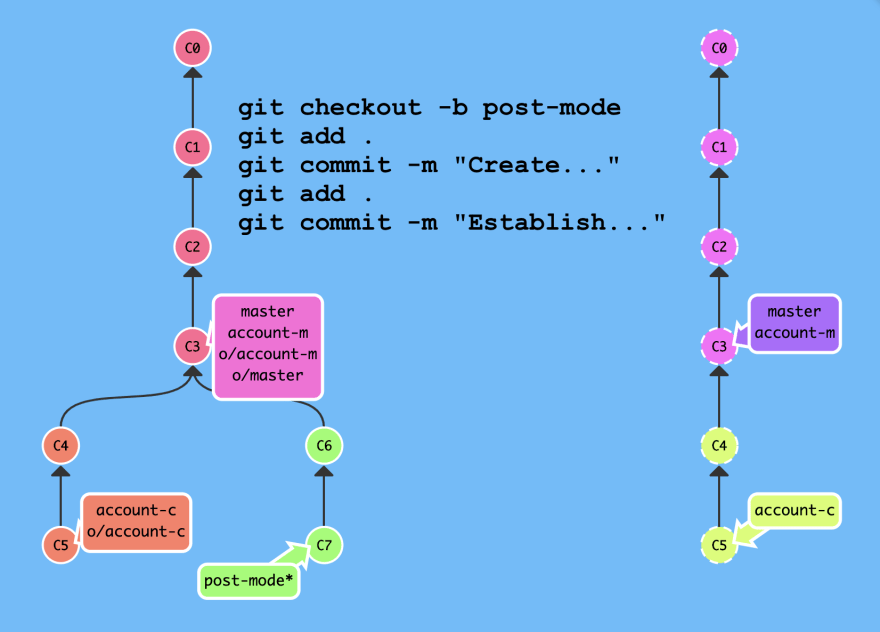 C0
git checkout -b post-mode
git add .
C1
git commit -m "Create..."
git add .
git commit -m "Establish..."
C2
C3
master
account-m
o/account-m
o/master
C4
C6
C5
account-c
o/account-c
C7
post-mode*
C0
C1
C2
C3
master
account-m
C4
C5
account-c